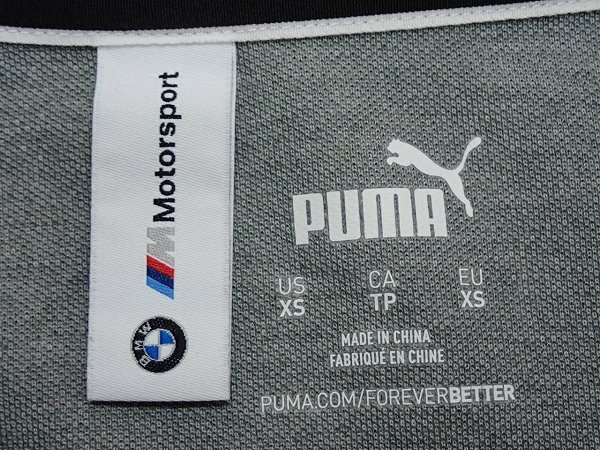 M Motorsport
BMW
PUMA
US CA EU
XS TP XS
MADE IN CHINA
FABRIQUÉ EN CHINE
PUMA.COM/FOREVERBETTER